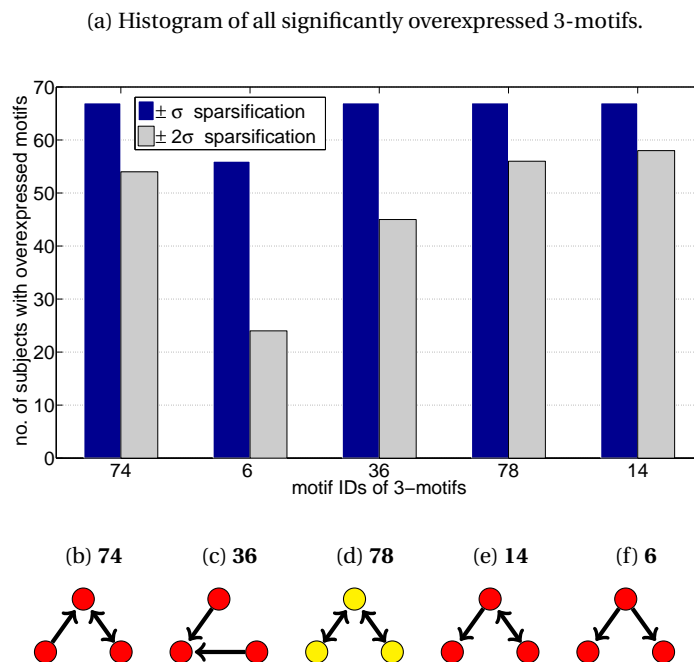 (a) Histogram of all significantly overexpressed 3-motifs.
70
60
50
40
30
20
10
0
no. of subjects with overexpressed motifs
± σ sparsification
± 2σ sparsification
74 6 36 78 14
motif IDs of 3−motifs
(b) 74 (c) 36 (d) 78 (e) 14 (f) 6